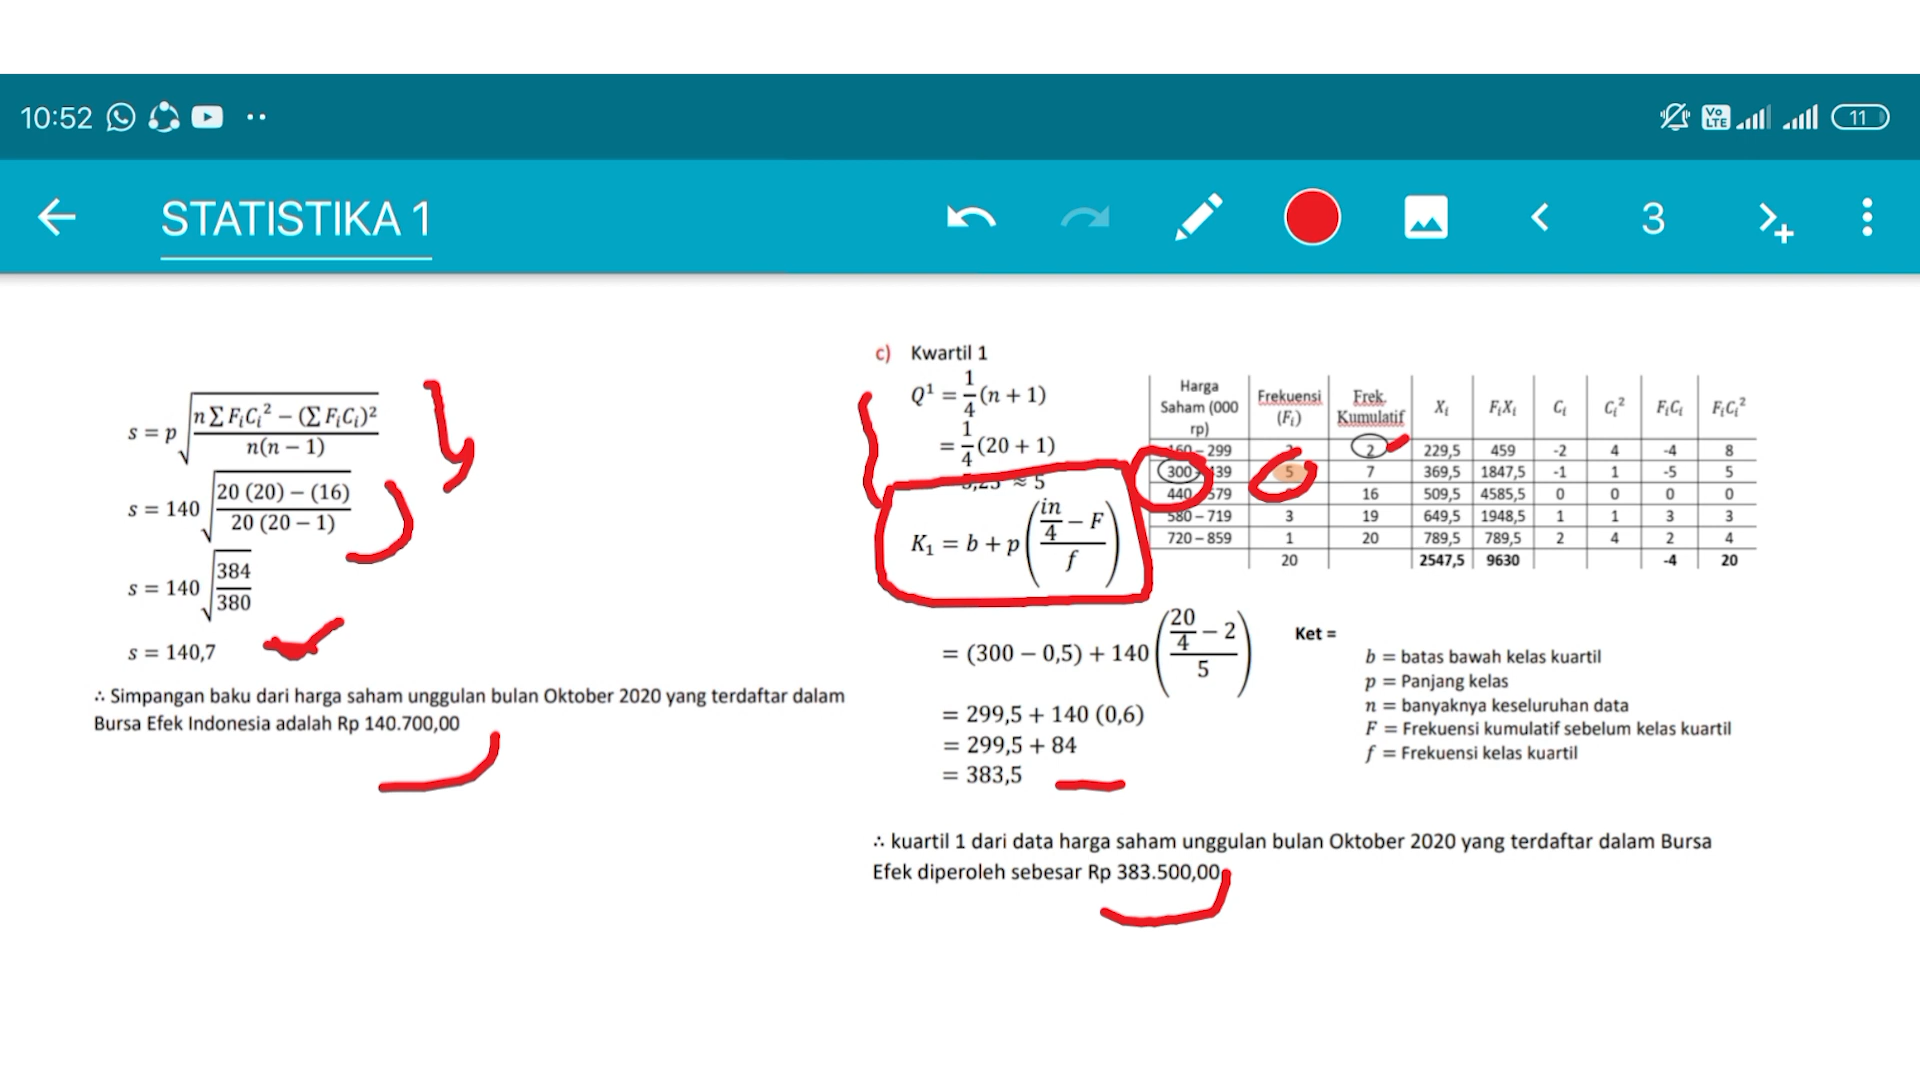 10:52
Vo LTE
11
STATISTIKA 1
3
s = p √((n ∑ FᵢCᵢ² − (∑ FᵢCᵢ)²) / (n(n − 1)))
s = 140 √((20 (20) − (16)) / (20 (20 − 1)))
s = 140 √(384 / 380)
s = 140,7
∴ Simpangan baku dari harga saham unggulan bulan Oktober 2020 yang terdaftar dalam
Bursa Efek Indonesia adalah Rp 140.700,00
c) Kwartil 1
Q¹ = 1/4 (n + 1)
= 1/4 (20 + 1)
≈ 5
K₁ = b + p ((in/4 − F) / f)
Harga Saham (000 rp) Frekuensi (Fᵢ) Frek. Kumulatif Xᵢ FᵢXᵢ Cᵢ Cᵢ² FᵢCᵢ FᵢCᵢ²
160 – 299 2 229,5 459 -2 4 -4 8
300 439 5 7 369,5 1847,5 -1 1 -5 5
440 579 16 509,5 4585,5 0 0 0 0
580 – 719 3 19 649,5 1948,5 1 1 3 3
720 – 859 1 20 789,5 789,5 2 4 2 4
20 2547,5 9630 -4 20
= (300 − 0,5) + 140 ((20/4 − 2) / 5)
= 299,5 + 140 (0,6)
= 299,5 + 84
= 383,5
Ket =
b = batas bawah kelas kuartil
p = Panjang kelas
n = banyaknya keseluruhan data
F = Frekuensi kumulatif sebelum kelas kuartil
f = Frekuensi kelas kuartil
∴ kuartil 1 dari data harga saham unggulan bulan Oktober 2020 yang terdaftar dalam Bursa
Efek diperoleh sebesar Rp 383.500,00